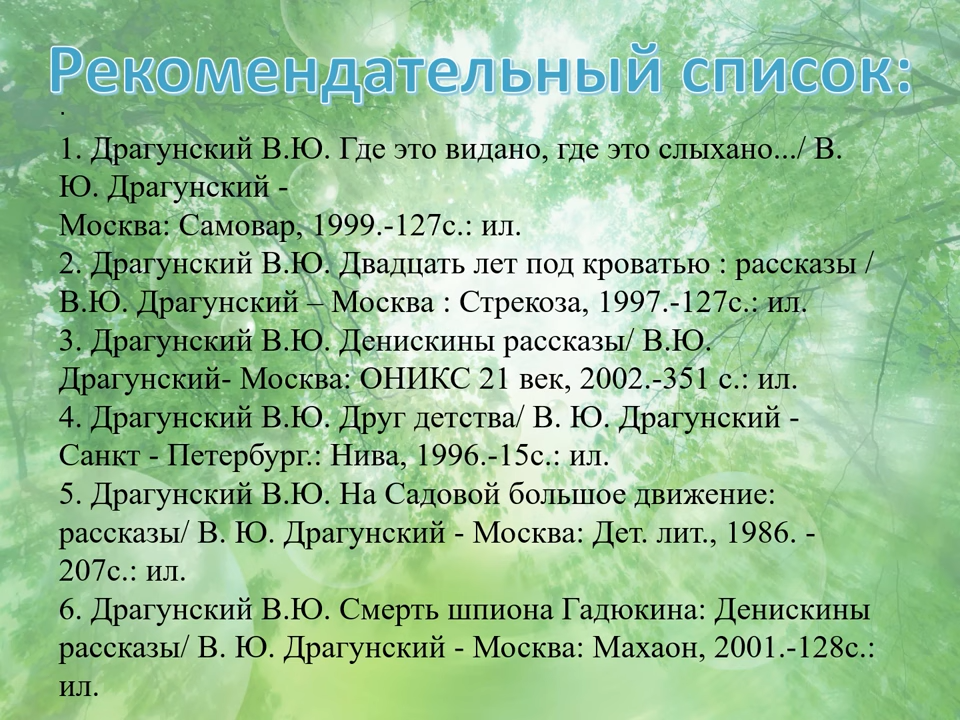 Рекомендательный список:
.
1. Драгунский В.Ю. Где это видано, где это слыхано.../ В.
Ю. Драгунский -
Москва: Самовар, 1999.-127с.: ил.
2. Драгунский В.Ю. Двадцать лет под кроватью : рассказы /
В.Ю. Драгунский – Москва : Стрекоза, 1997.-127с.: ил.
3. Драгунский В.Ю. Денискины рассказы/ В.Ю.
Драгунский- Москва: ОНИКС 21 век, 2002.-351 с.: ил.
4. Драгунский В.Ю. Друг детства/ В. Ю. Драгунский -
Санкт - Петербург.: Нива, 1996.-15с.: ил.
5. Драгунский В.Ю. На Садовой большое движение:
рассказы/ В. Ю. Драгунский - Москва: Дет. лит., 1986. -
207с.: ил.
6. Драгунский В.Ю. Смерть шпиона Гадюкина: Денискины
рассказы/ В. Ю. Драгунский - Москва: Махаон, 2001.-128с.:
ил.